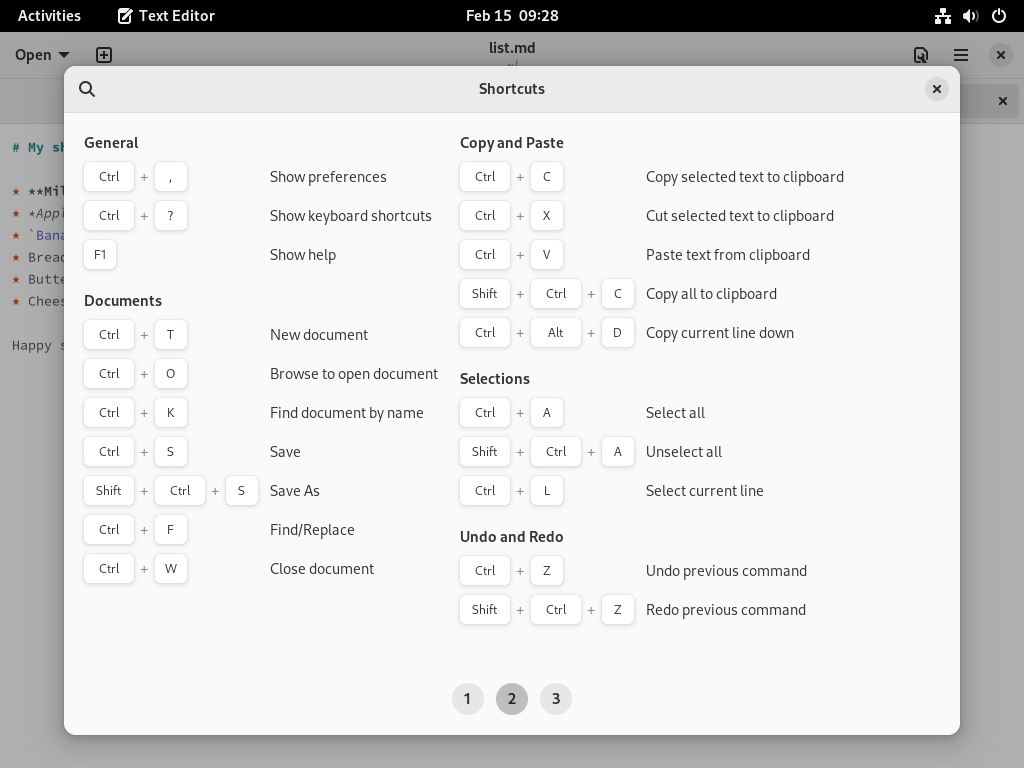 Activities Text Editor Feb 15 09:28
Open list.md
Shortcuts
# My
* **Mil
* *Appl
* `Bana
* Bread
* Butte
* Chees
Happy
General
Ctrl + , Show preferences
Ctrl + ? Show keyboard shortcuts
F1 Show help
Documents
Ctrl + T New document
Ctrl + O Browse to open document
Ctrl + K Find document by name
Ctrl + S Save
Shift + Ctrl + S Save As
Ctrl + F Find/Replace
Ctrl + W Close document
Copy and Paste
Ctrl + C Copy selected text to clipboard
Ctrl + X Cut selected text to clipboard
Ctrl + V Paste text from clipboard
Shift + Ctrl + C Copy all to clipboard
Ctrl + Alt + D Copy current line down
Selections
Ctrl + A Select all
Shift + Ctrl + A Unselect all
Ctrl + L Select current line
Undo and Redo
Ctrl + Z Undo previous command
Shift + Ctrl + Z Redo previous command
1 2 3